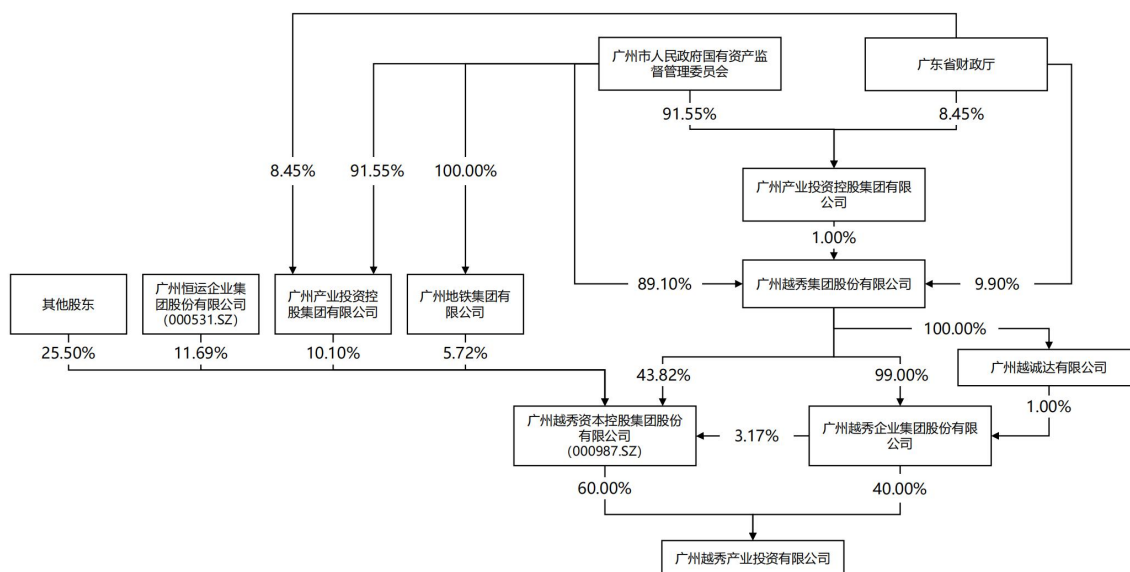 广州市人民政府国有资产监
督管理委员会
广东省财政厅
91.55%
8.45%
8.45%
91.55%
100.00%
广州产业投资控股集团有限
公司
1.00%
89.10%
广州越秀集团股份有限公司
9.90%
其他股东
广州恒运企业集
团股份有限公司
(000531.SZ)
广州产业投资控
股集团有限公司
广州地铁集团有
限公司
25.50%
11.69%
10.10%
5.72%
100.00%
43.82%
99.00%
广州越诚达有限公司
1.00%
广州越秀资本控股集团股份
有限公司
(000987.SZ)
3.17%
广州越秀企业集团股份有限
公司
60.00%
40.00%
广州越秀产业投资有限公司